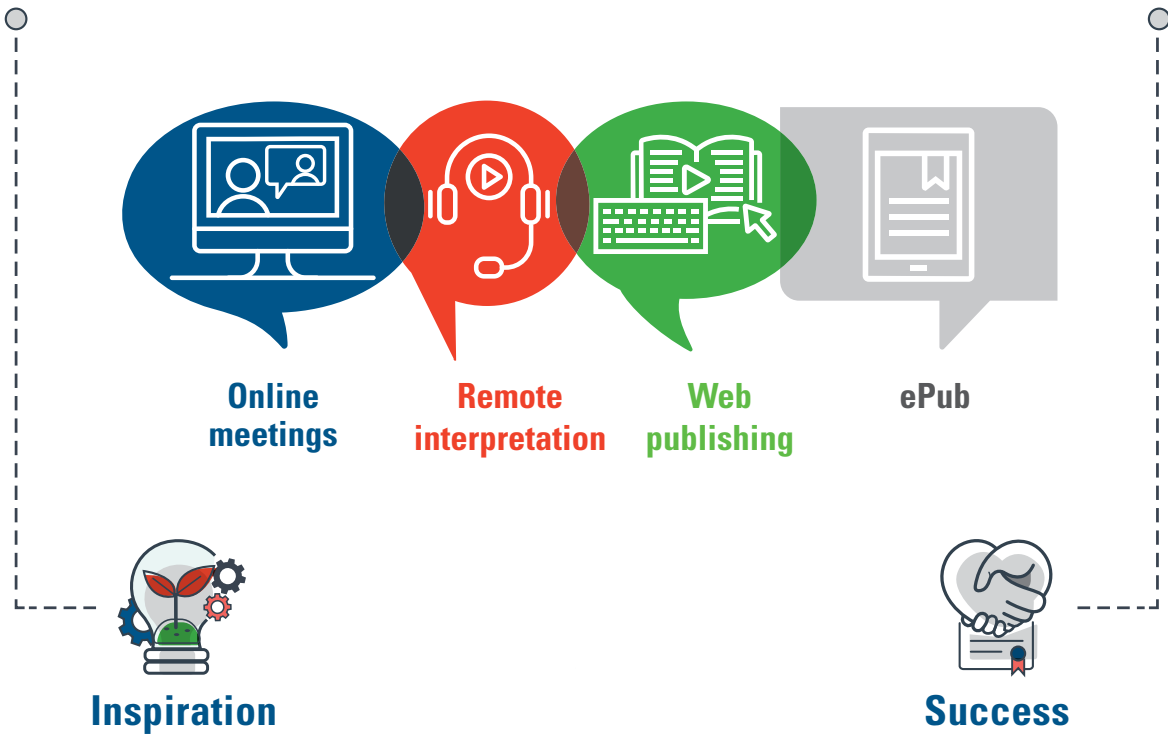 Online
meetings
Remote
interpretation
Web
publishing
ePub
Inspiration
Success